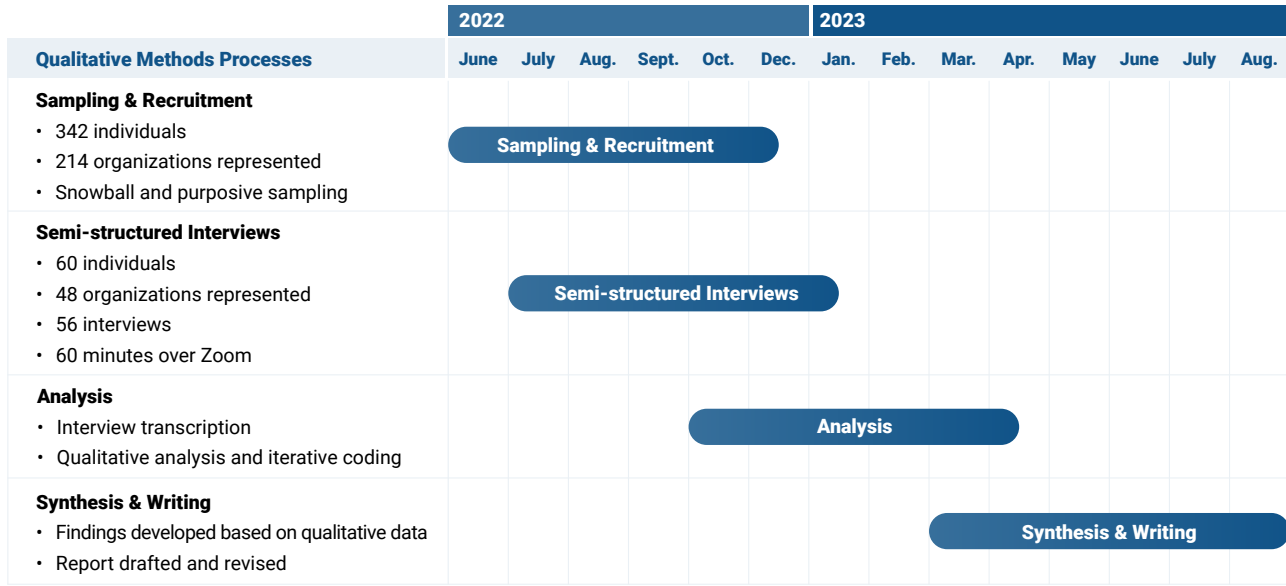 2022 2023
Qualitative Methods Processes June July Aug. Sept. Oct. Dec. Jan. Feb. Mar. Apr. May June July Aug.
Sampling & Recruitment
• 342 individuals
Sampling & Recruitment
• 214 organizations represented
• Snowball and purposive sampling
Semi-structured Interviews
• 60 individuals
• 48 organizations represented
Semi-structured Interviews
• 56 interviews
• 60 minutes over Zoom
Analysis
• Interview transcription
Analysis
• Qualitative analysis and iterative coding
Synthesis & Writing
• Findings developed based on qualitative data
Synthesis & Writing
• Report drafted and revised